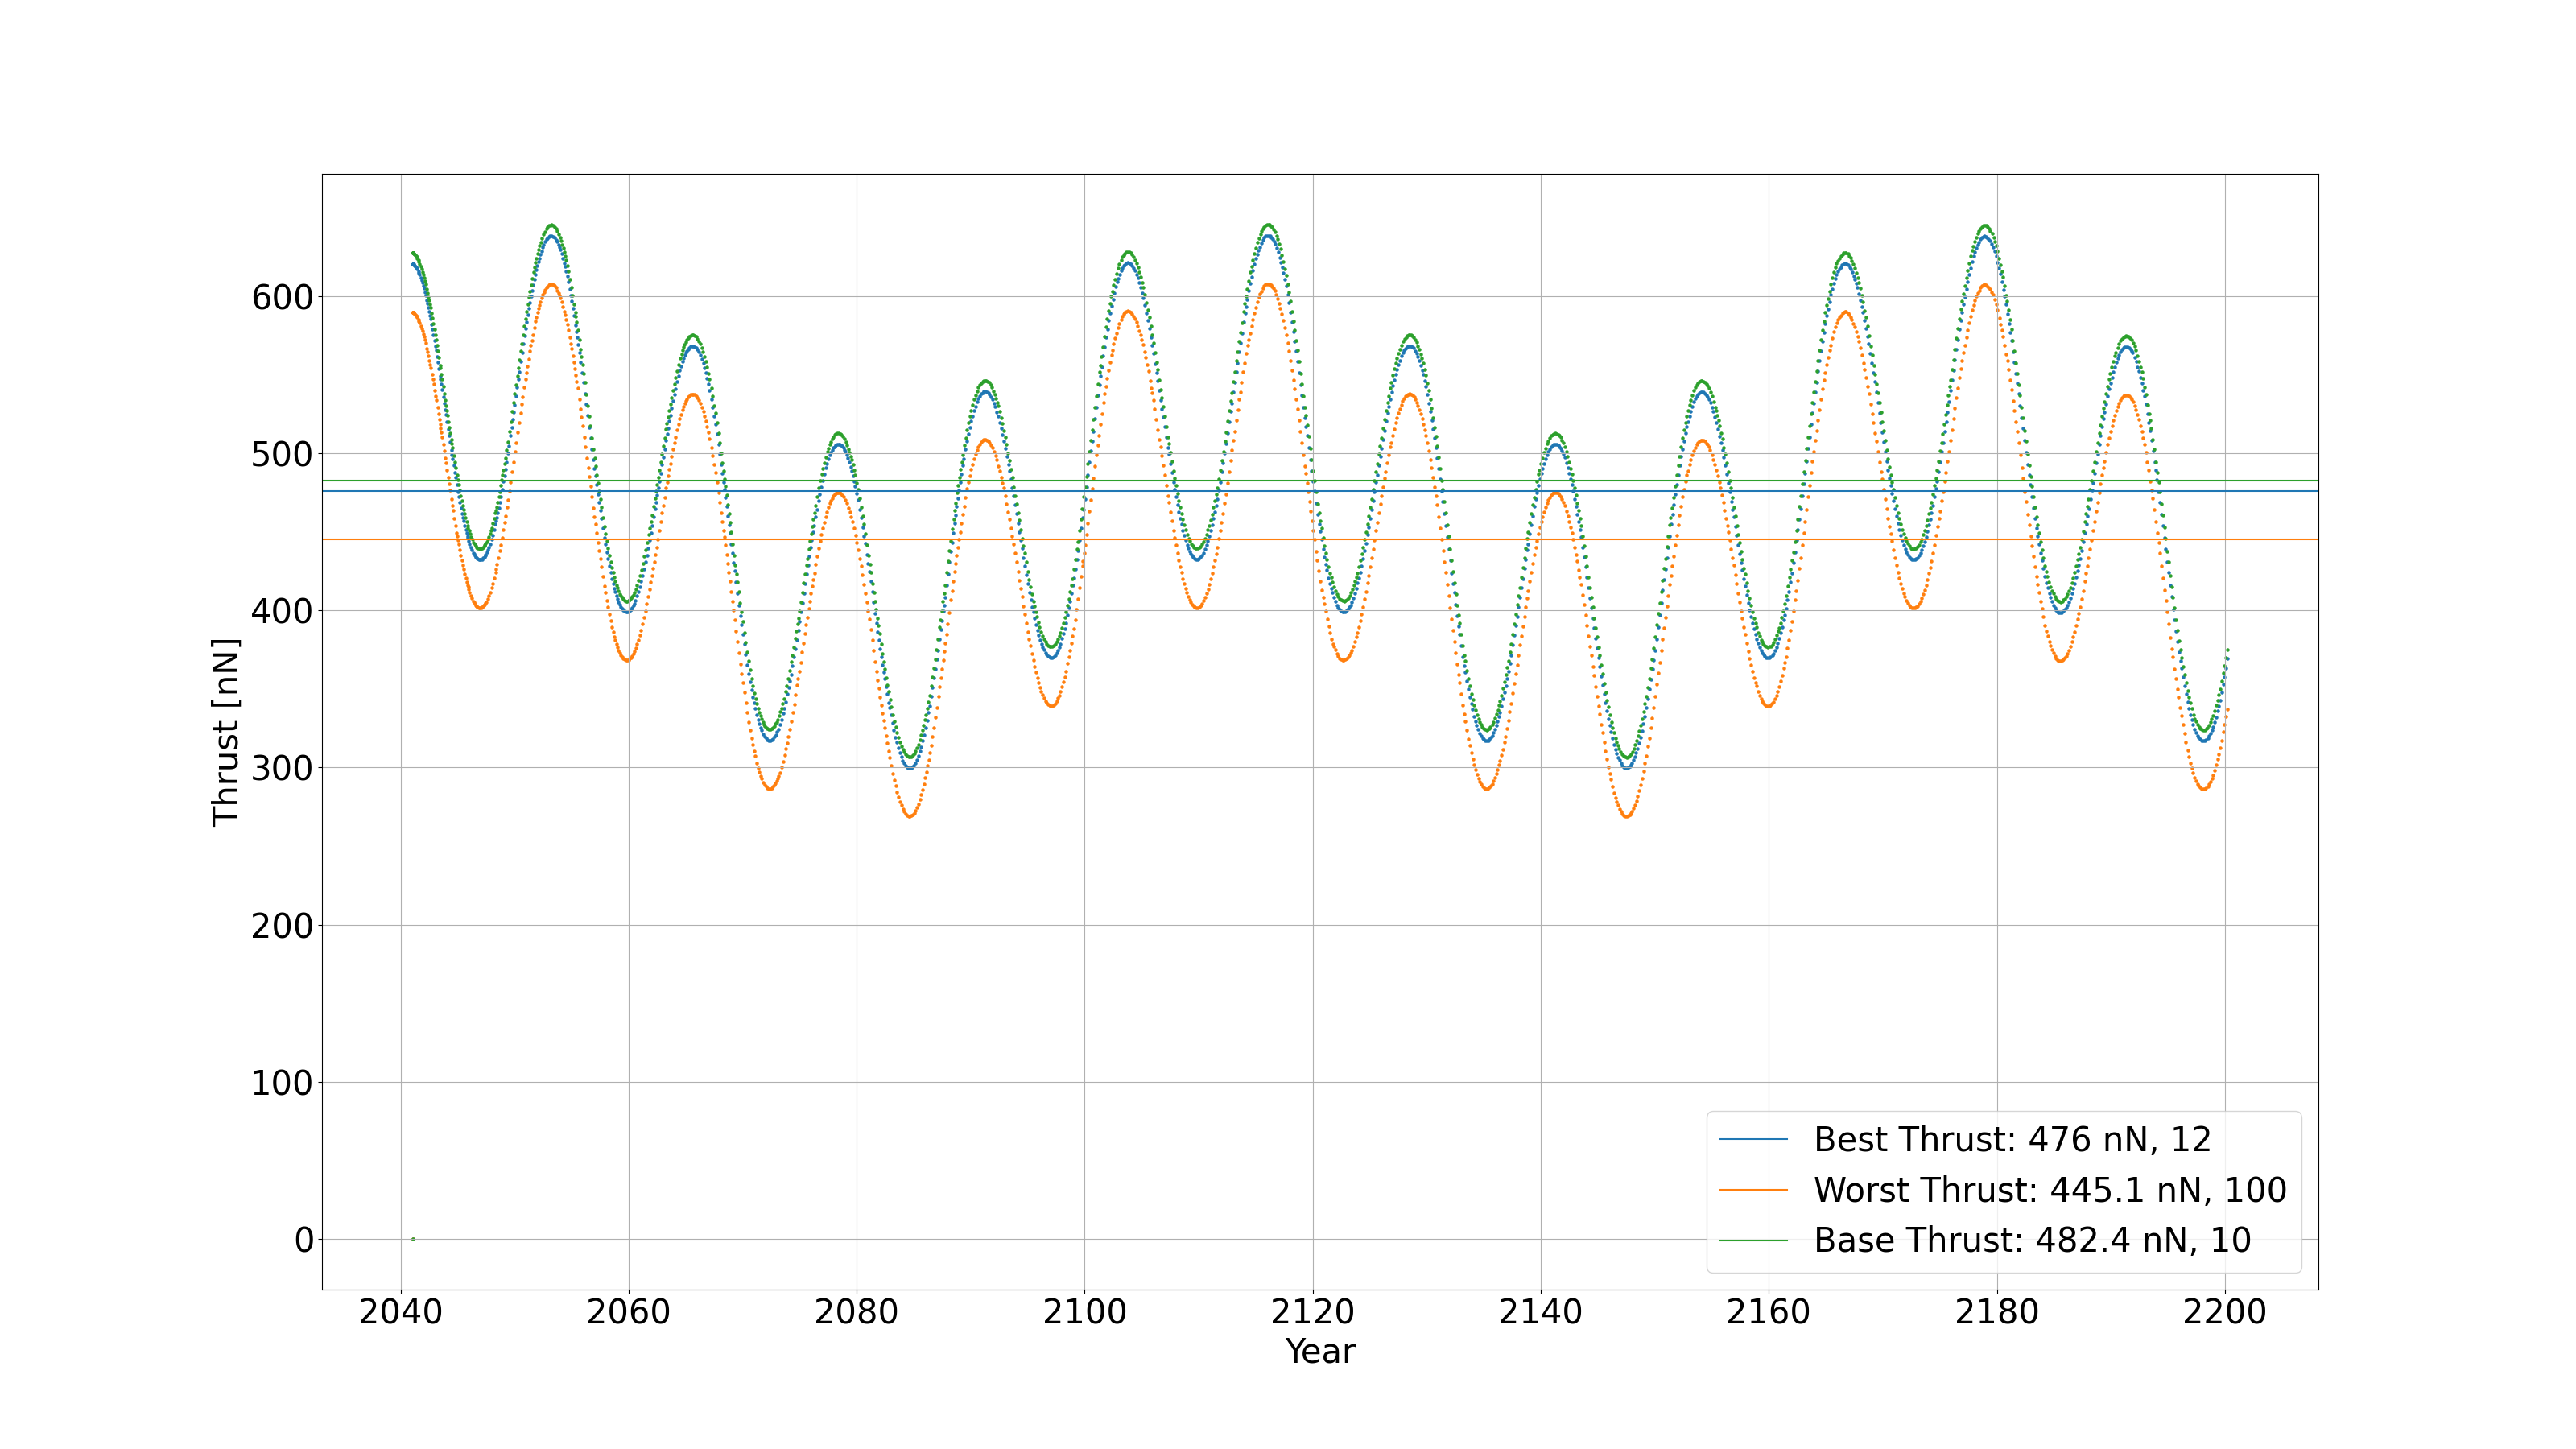 600
500
400
300
200
100
0
Thrust [nN]
2040 2060 2080 2100 2120 2140 2160 2180 2200
Year
Best Thrust: 476 nN, 12
Worst Thrust: 445.1 nN, 100
Base Thrust: 482.4 nN, 10